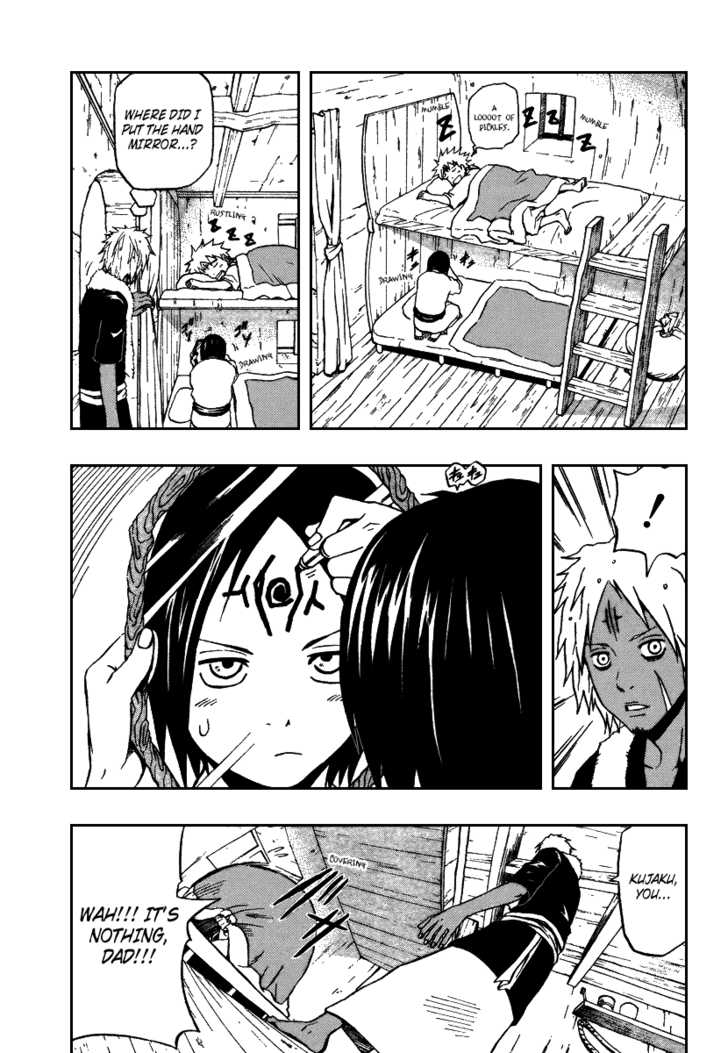 MUMBLE
A
LOOOOT OF
PICKLES.
MUMBLE
Z
Z
Z
DRAWING
WHERE DID I
PUT THE HAND
MIRROR...?
RUSTLING
Z Z Z
DRAWING
!
KUJAKU,
YOU...
COVERING
WAH!!! IT'S
NOTHING,
DAD!!!